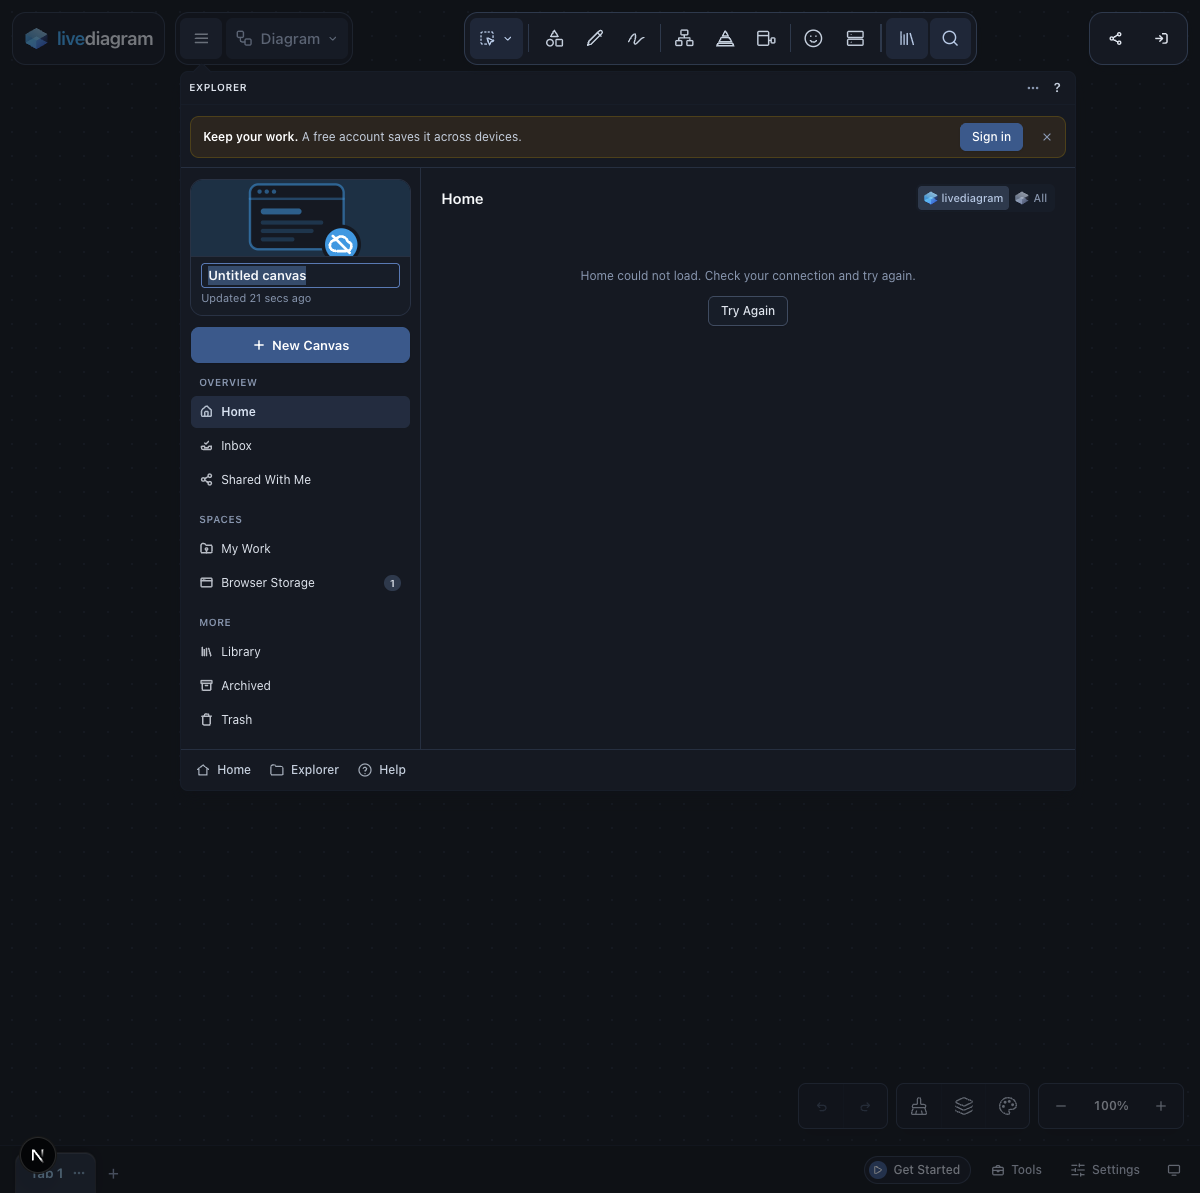 livediagram
Diagram
EXPLORER
?
Keep your work. A free account saves it across devices.
Sign in
Untitled canvas
Updated 21 secs ago
New Canvas
OVERVIEW
Home
Inbox
Shared With Me
SPACES
My Work
Browser Storage
1
MORE
Library
Archived
Trash
Home
livediagram
All
Home could not load. Check your connection and try again.
Try Again
Home
Explorer
Help
100%
N
Tab 1
Get Started
Tools
Settings